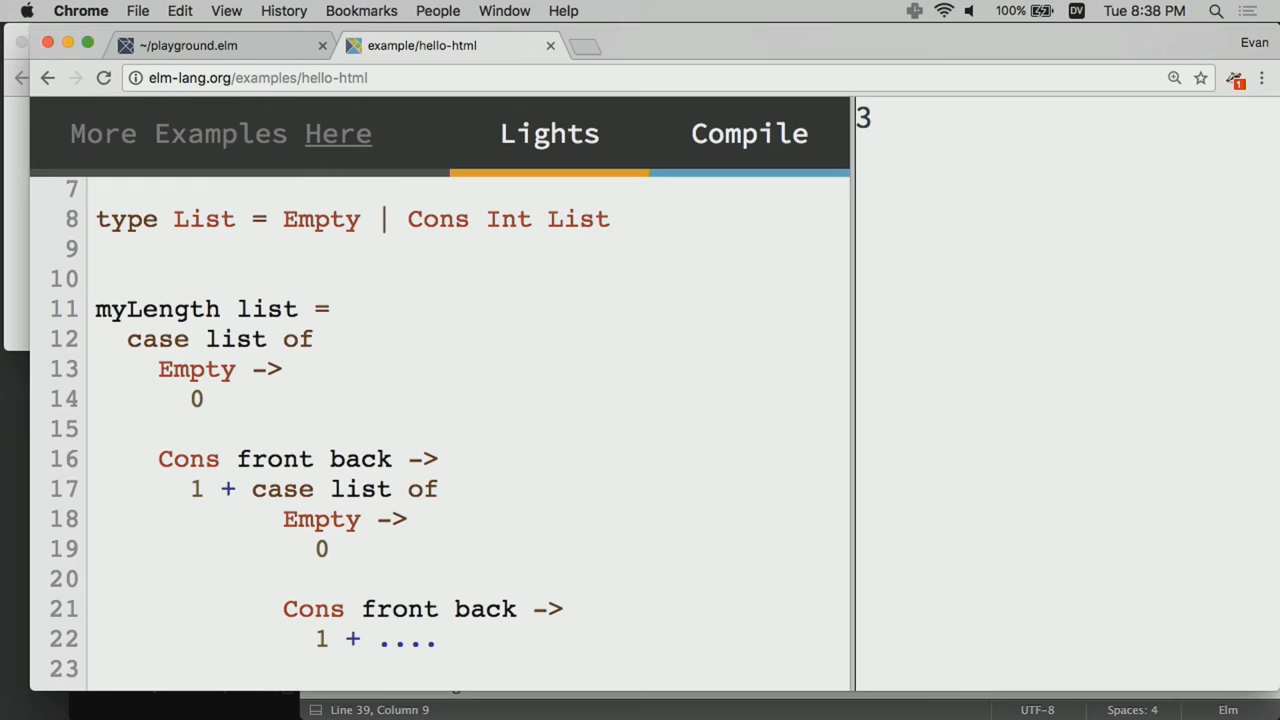 Chrome File Edit View History Bookmarks People Window Help 100% DV Tue 8:38 PM
~/playground.elm example/hello-html Evan
elm-lang.org/examples/hello-html 1
More Examples Here Lights Compile
3
7
8 type List = Empty | Cons Int List
9
10
11 myLength list =
12 case list of
13 Empty ->
14 0
15
16 Cons front back ->
17 1 + case list of
18 Empty ->
19 0
20
21 Cons front back ->
22 1 + ....
23
Line 39, Column 9 UTF-8 Spaces: 4 Elm